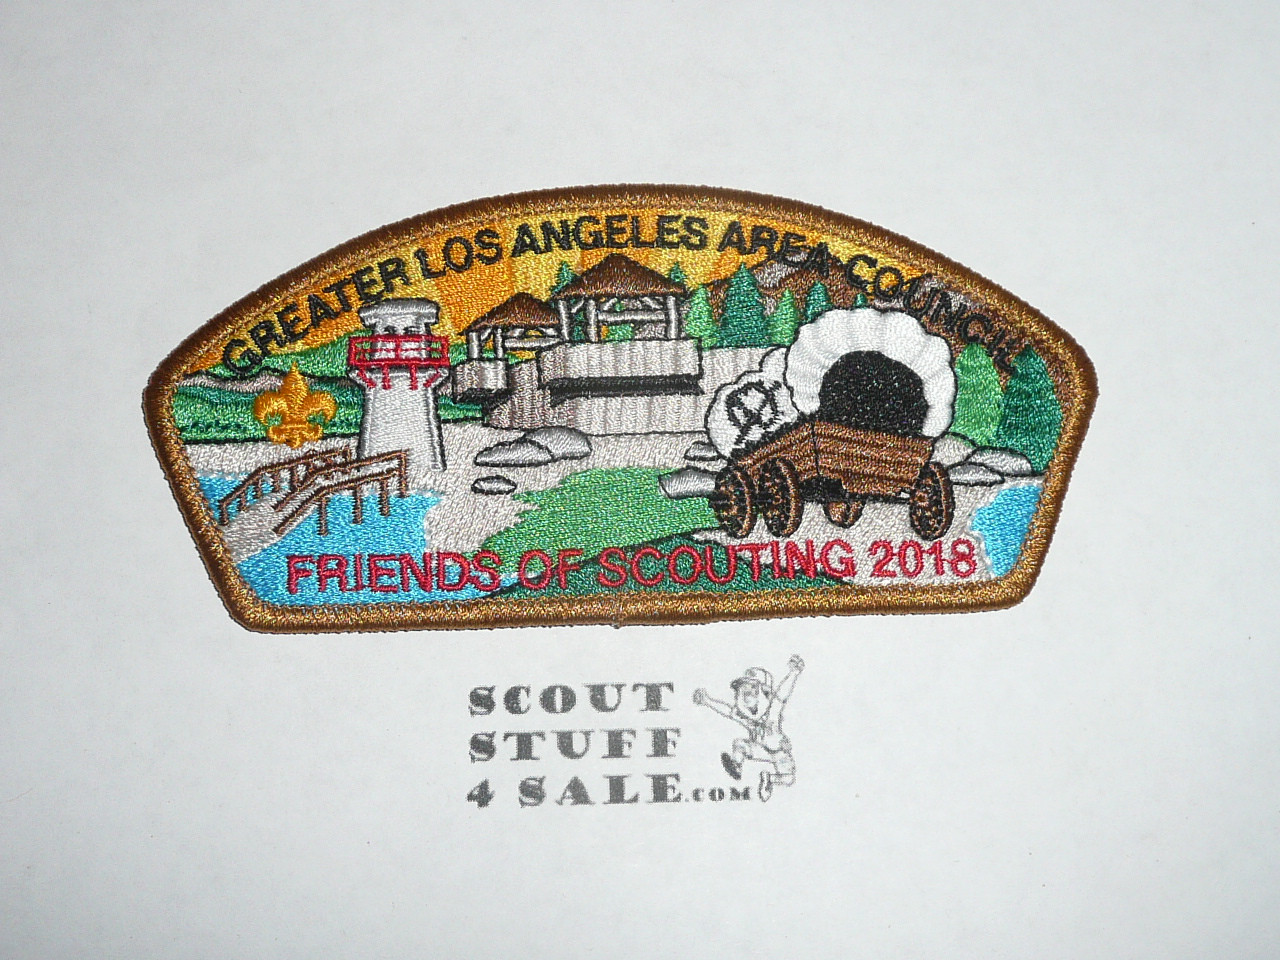 GREATER LOS ANGELES AREA COUNCIL
FRIENDS OF SCOUTING 2018
SCOUT
STUFF
4 SALE.COM